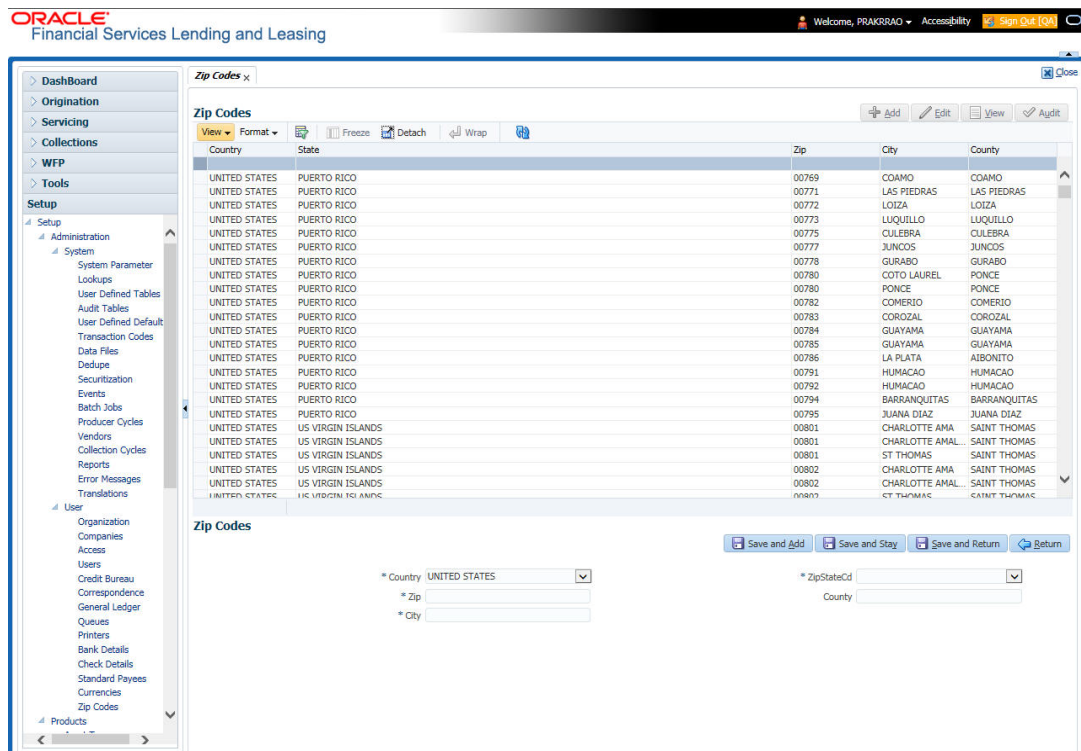 ORACLE
Financial Services Lending and Leasing
Welcome, PRAKRRAO Accessibility Sign Out [QA]
Close
DashBoard
Origination
Servicing
Collections
WFP
Tools
Setup
Setup
Administration
System
System Parameter
Lookups
User Defined Tables
Audit Tables
User Defined Default
Transaction Codes
Data Files
Dedupe
Securitization
Events
Batch Jobs
Producer Cycles
Vendors
Collection Cycles
Reports
Error Messages
Translations
User
Organization
Companies
Access
Users
Credit Bureau
Correspondence
General Ledger
Queues
Printers
Bank Details
Check Details
Standard Payees
Currencies
Zip Codes
Products
Zip Codes x
Zip Codes
Add Edit View Audit
View Format Freeze Detach Wrap
Country State Zip City County
UNITED STATES PUERTO RICO 00769 COAMO COAMO
UNITED STATES PUERTO RICO 00771 LAS PIEDRAS LAS PIEDRAS
UNITED STATES PUERTO RICO 00772 LOIZA LOIZA
UNITED STATES PUERTO RICO 00773 LUQUILLO LUQUILLO
UNITED STATES PUERTO RICO 00775 CULEBRA CULEBRA
UNITED STATES PUERTO RICO 00777 JUNCOS JUNCOS
UNITED STATES PUERTO RICO 00778 GURABO GURABO
UNITED STATES PUERTO RICO 00780 COTO LAUREL PONCE
UNITED STATES PUERTO RICO 00780 PONCE PONCE
UNITED STATES PUERTO RICO 00782 COMERIO COMERIO
UNITED STATES PUERTO RICO 00783 COROZAL COROZAL
UNITED STATES PUERTO RICO 00784 GUAYAMA GUAYAMA
UNITED STATES PUERTO RICO 00785 GUAYAMA GUAYAMA
UNITED STATES PUERTO RICO 00786 LA PLATA AIBONITO
UNITED STATES PUERTO RICO 00791 HUMACAO HUMACAO
UNITED STATES PUERTO RICO 00792 HUMACAO HUMACAO
UNITED STATES PUERTO RICO 00794 BARRANQUITAS BARRANQUITAS
UNITED STATES PUERTO RICO 00795 JUANA DIAZ JUANA DIAZ
UNITED STATES US VIRGIN ISLANDS 00801 CHARLOTTE AMA SAINT THOMAS
UNITED STATES US VIRGIN ISLANDS 00801 CHARLOTTE AMAL... SAINT THOMAS
UNITED STATES US VIRGIN ISLANDS 00801 ST THOMAS SAINT THOMAS
UNITED STATES US VIRGIN ISLANDS 00802 CHARLOTTE AMA SAINT THOMAS
UNITED STATES US VIRGIN ISLANDS 00802 CHARLOTTE AMAL... SAINT THOMAS
UNITED STATES US VIRGIN ISLANDS 00802 ST THOMAS SAINT THOMAS
Zip Codes
Save and Add Save and Stay Save and Return Return
* Country UNITED STATES * ZipStateCd
* Zip County
* City